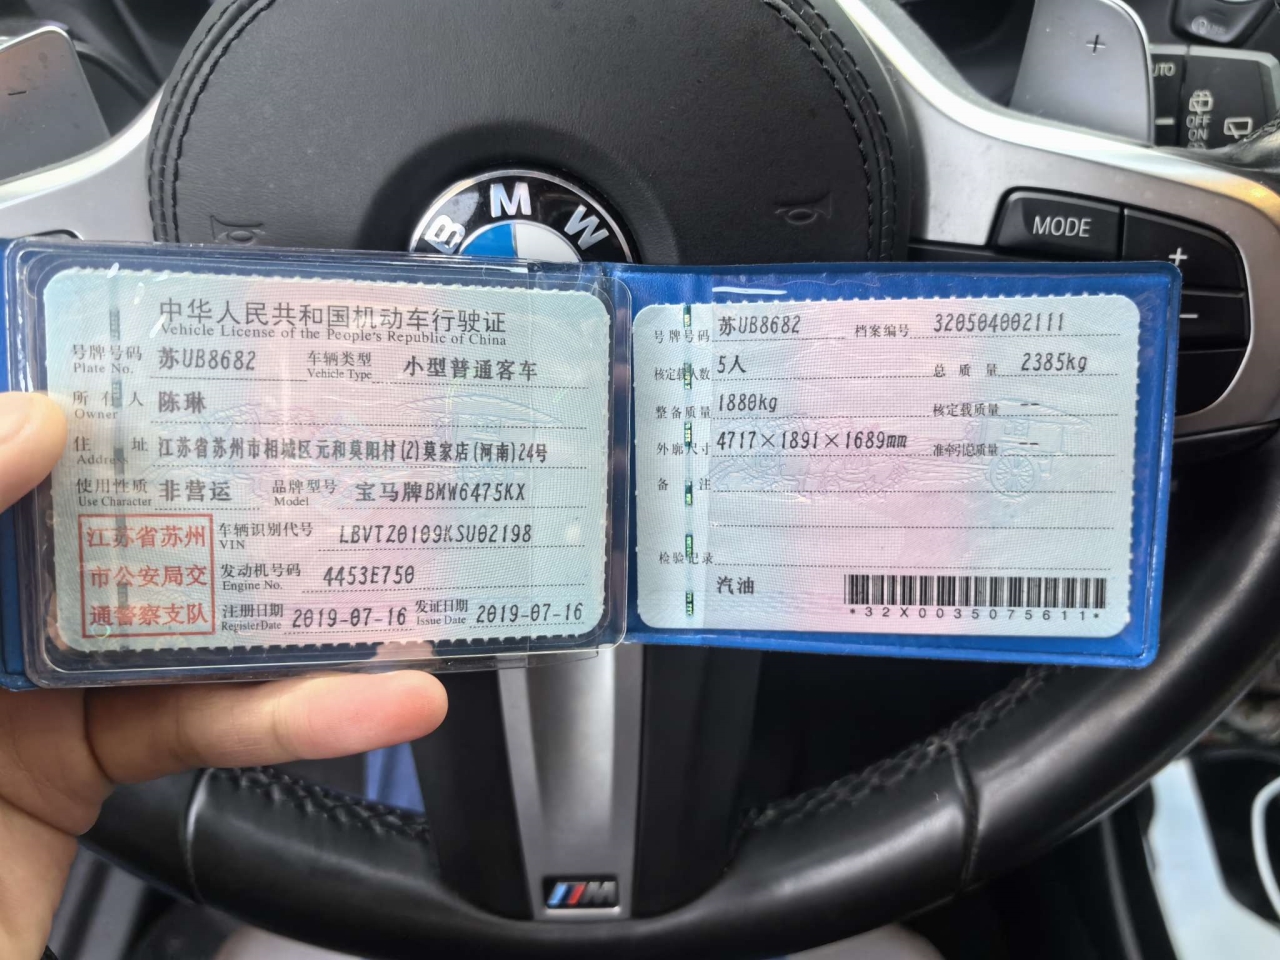 +
-
AUTO
OFF
ON
BMW
MODE
+
-
中华人民共和国机动车行驶证
Vehicle License of the People's Republic of China
号牌号码 苏UB8682 车辆类型 小型普通客车
Plate No. Vehicle Type
所有人 陈琳
Owner
住址 江苏省苏州市相城区元和莫阳村(2)莫家店(河南)24号
Address
使用性质 非营运 品牌型号 宝马牌BMW6475KX
Use Character Model
江苏省苏州
市公安局交
通警察支队
车辆识别代号 LBVTZ0109KSU02198
VIN
发动机号码 4453E750
Engine No.
注册日期 2019-07-16 发证日期 2019-07-16
Register Date Issue Date
号牌号码 苏UB8682 档案编号 320504002111
核定载人数 5人 总质量 2385kg
整备质量 1880kg 核定载质量 --
外廓尺寸 4717×1891×1689mm 准牵引总质量 --
备注
检验记录
汽油
*32X0035075611*
M